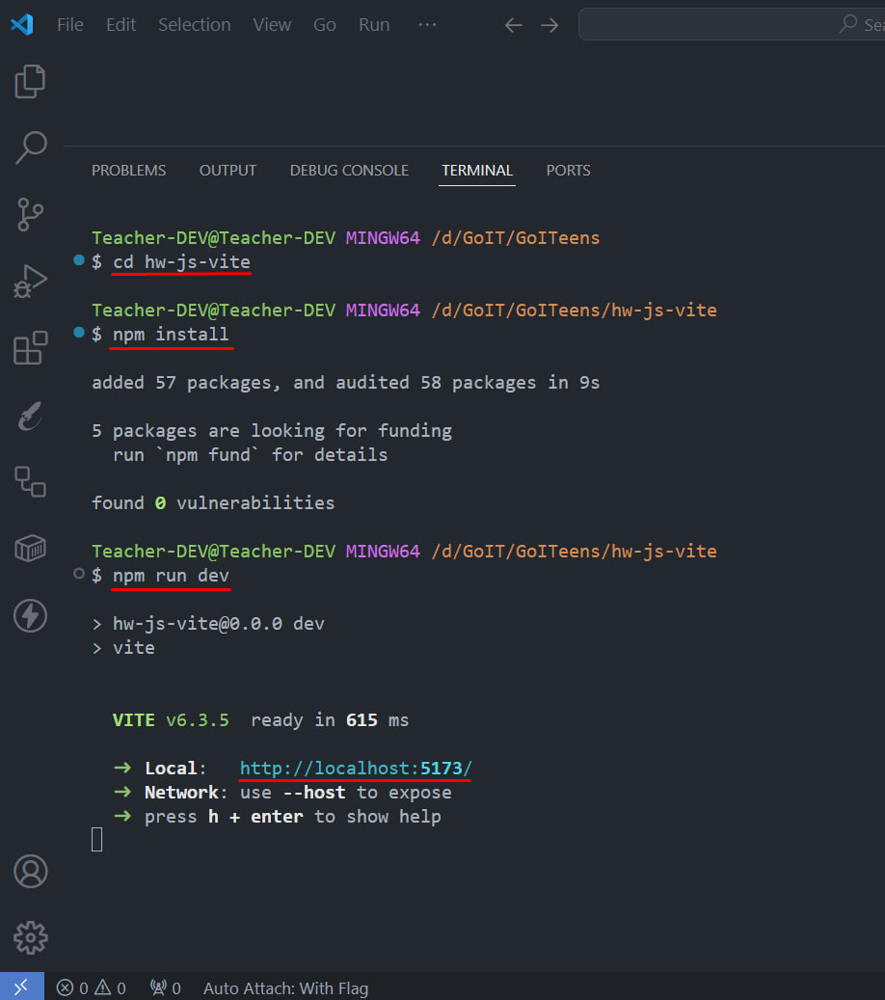 File Edit Selection View Go Run ···
PROBLEMS OUTPUT DEBUG CONSOLE TERMINAL PORTS
Teacher-DEV@Teacher-DEV MINGW64 /d/GoIT/GoITeens
$ cd hw-js-vite
Teacher-DEV@Teacher-DEV MINGW64 /d/GoIT/GoITeens/hw-js-vite
$ npm install
added 57 packages, and audited 58 packages in 9s
5 packages are looking for funding
run `npm fund` for details
found 0 vulnerabilities
Teacher-DEV@Teacher-DEV MINGW64 /d/GoIT/GoITeens/hw-js-vite
$ npm run dev
> hw-js-vite@0.0.0 dev
> vite
VITE v6.3.5 ready in 615 ms
➜ Local: http://localhost:5173/
➜ Network: use --host to expose
➜ press h + enter to show help
0 0 0 Auto Attach: With Flag